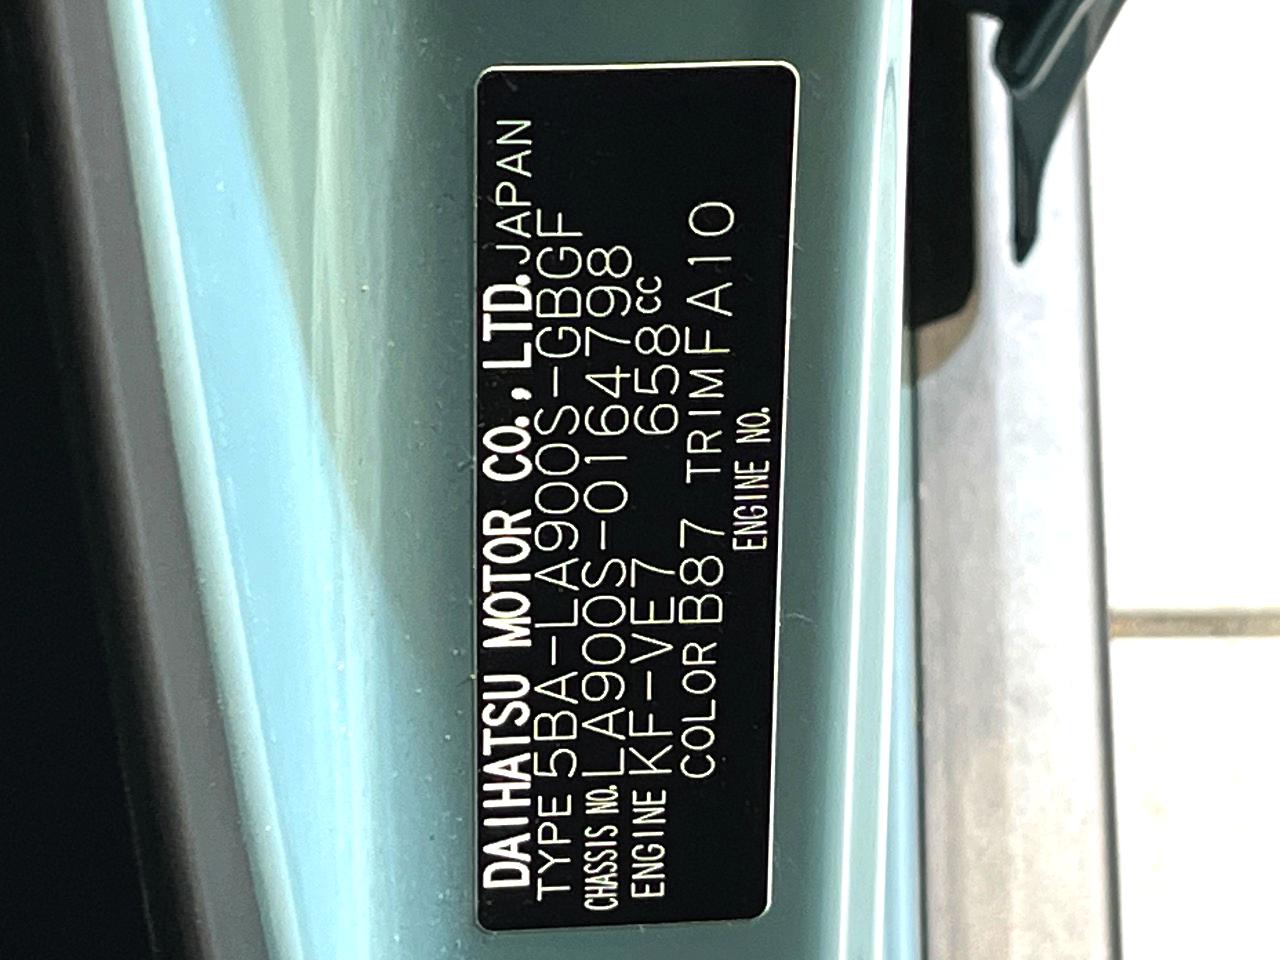 DAIHATSU MOTOR CO., LTD. JAPAN
TYPE 5BA-LA900S-GBGF
CHASSIS NO. LA900S-0164798
ENGINE KF-VE7 658cc
COLOR B87 TRIM FA10
ENGINE NO.